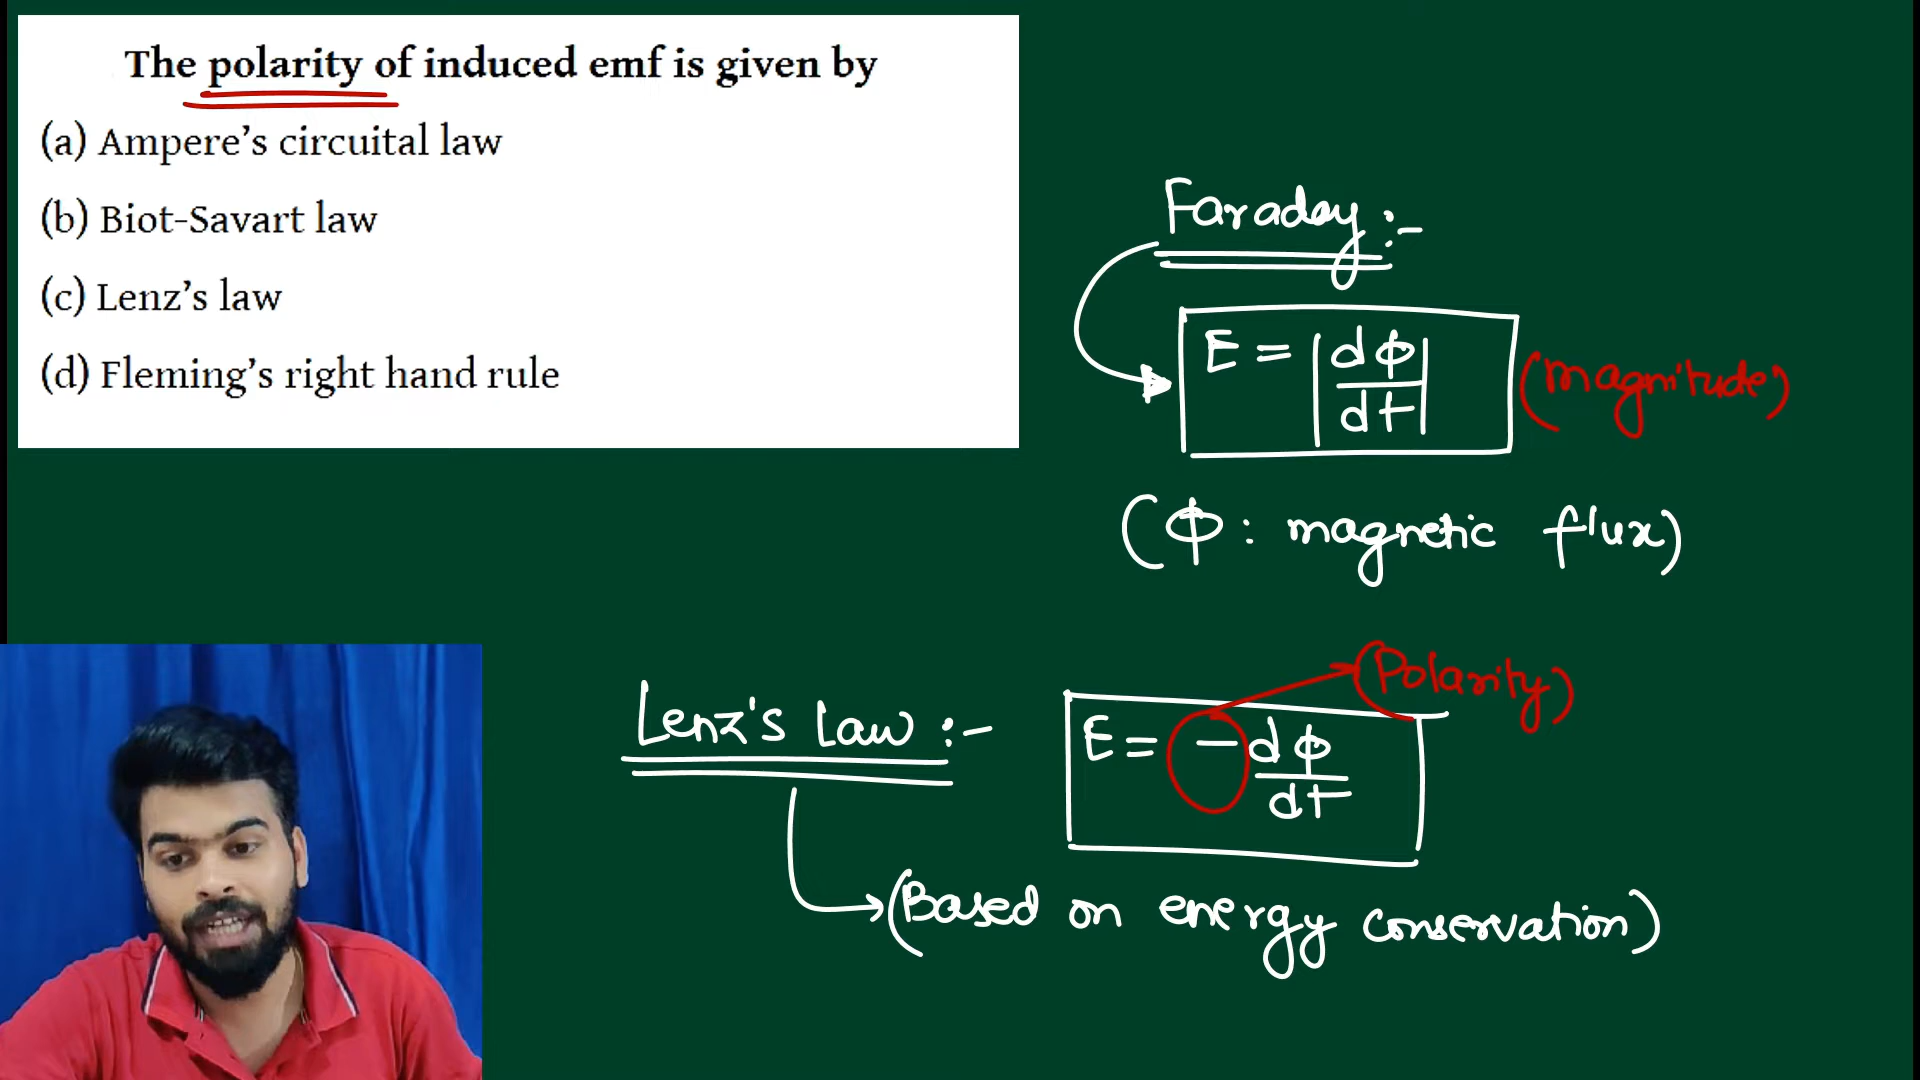 The polarity of induced emf is given by
(a) Ampere’s circuital law
(b) Biot-Savart law
(c) Lenz’s law
(d) Fleming’s right hand rule
Faraday :-
E = |dφ/dt| (magnitude)
(Φ : magnetic flux)
(Polarity)
Lenz's Law :- E = -dφ/dt
(Based on energy conservation)